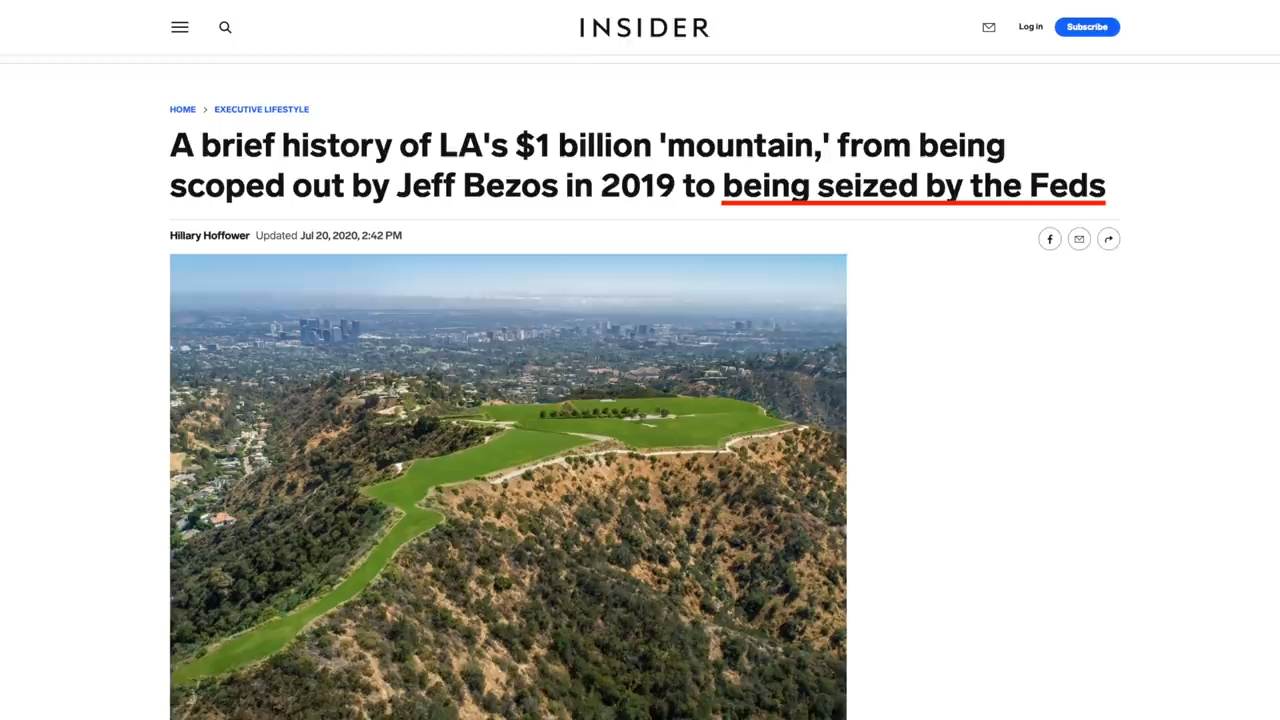 INSIDER
Log in
Subscribe
HOME > EXECUTIVE LIFESTYLE
A brief history of LA's $1 billion 'mountain,' from being
scoped out by Jeff Bezos in 2019 to being seized by the Feds
Hillary Hoffower Updated Jul 20, 2020, 2:42 PM